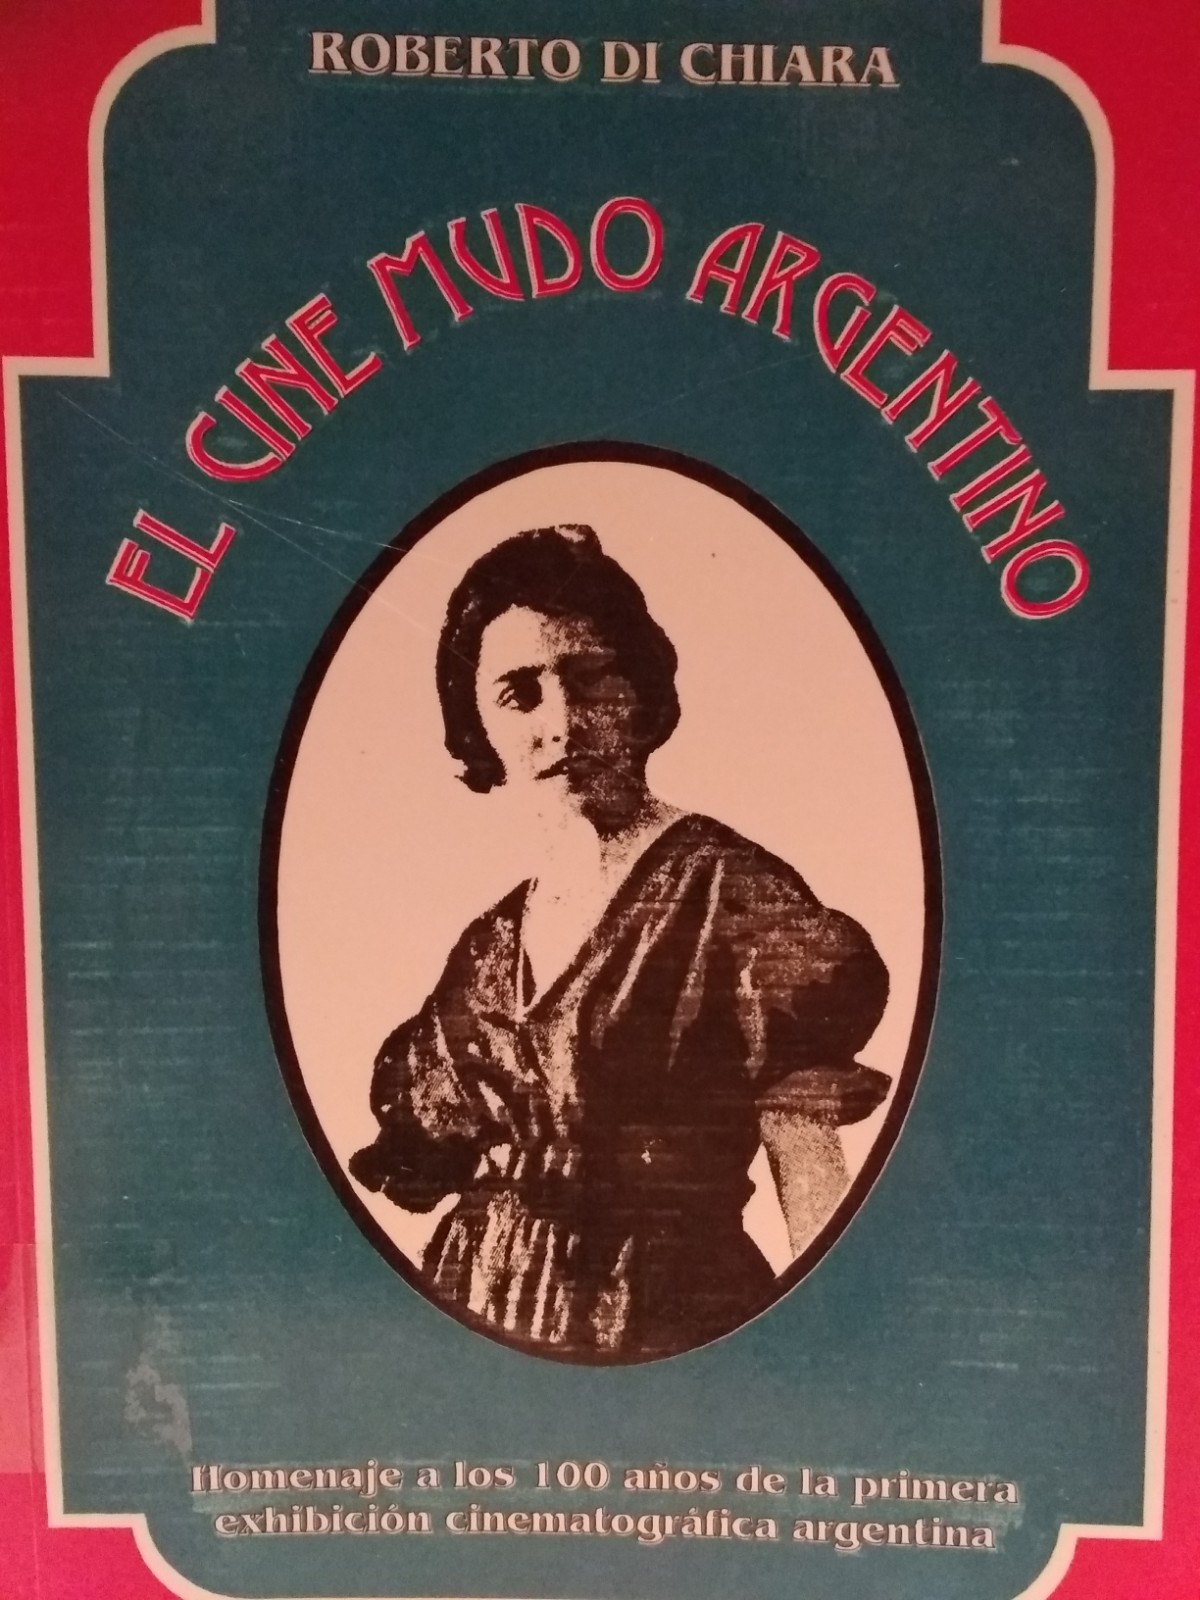 ROBERTO DI CHIARA
EL CINE MUDO ARGENTINO
Homenaje a los 100 años de la primera
exhibición cinematográfica argentina